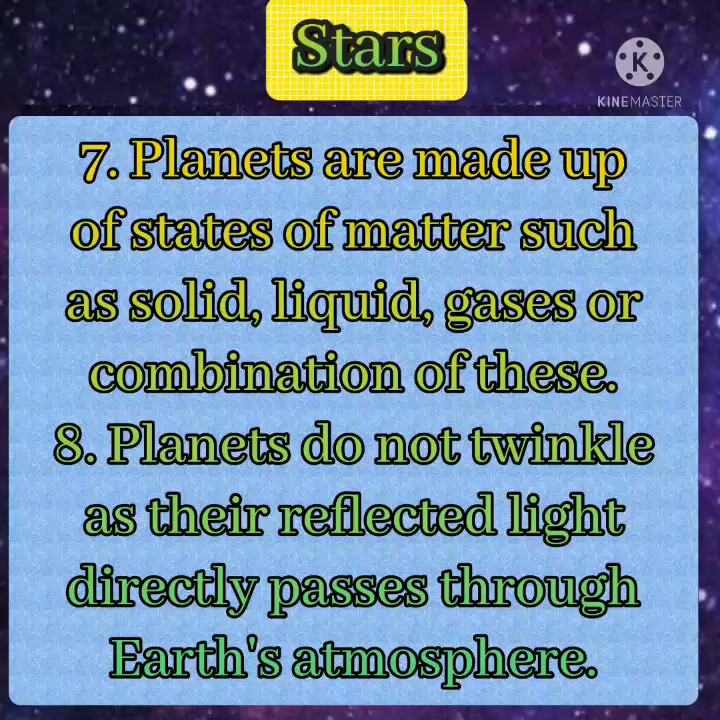 Stars
K
KINEMASTER
7. Planets are made up
of states of matter such
as solid, liquid, gases or
combination of these.
8. Planets do not twinkle
as their reflected light
directly passes through
Earth's atmosphere.